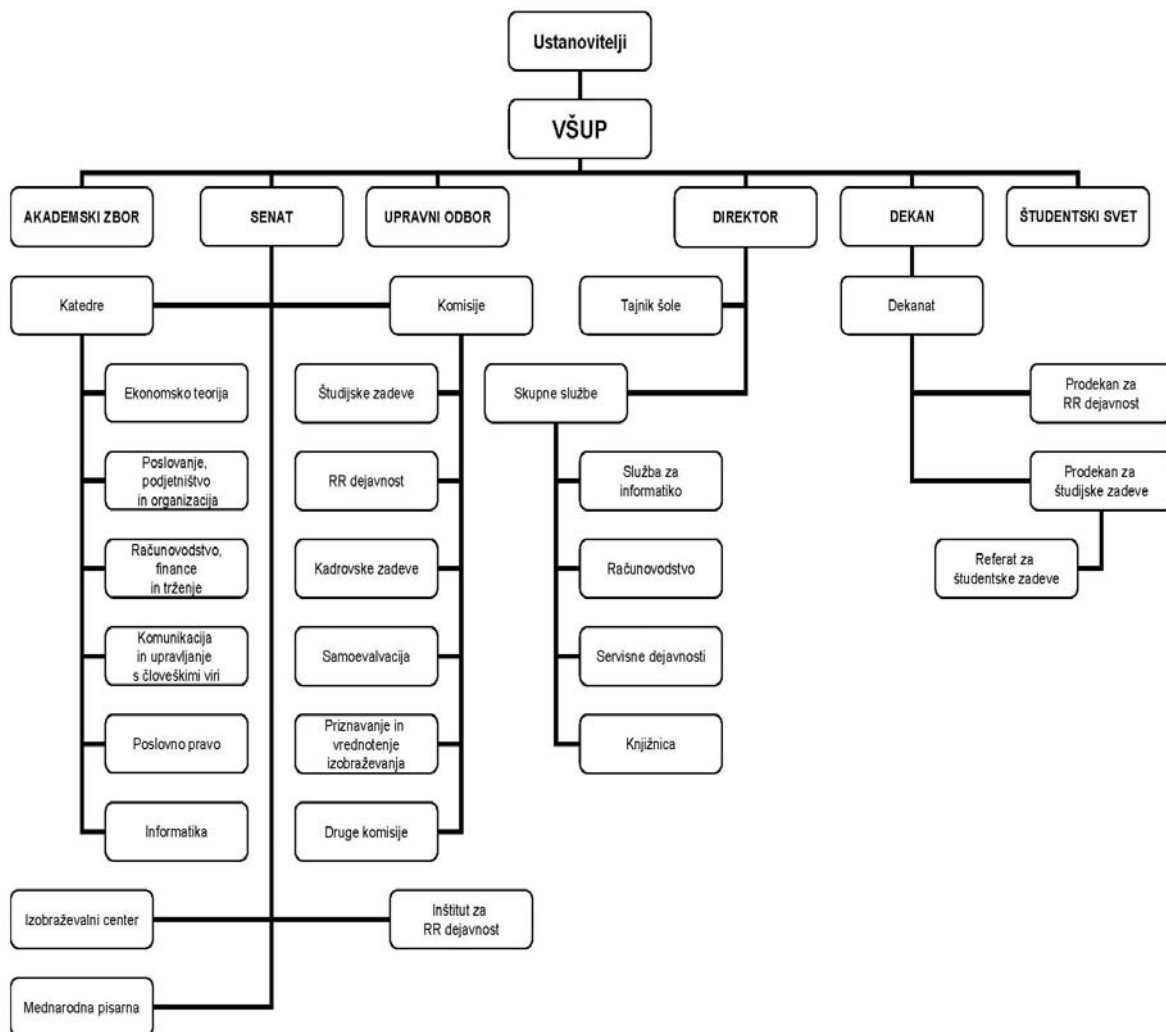 Ustanovitelji
VŠUP
AKADEMSKI ZBOR
SENAT
UPRAVNI ODBOR
DIREKTOR
DEKAN
ŠTUDENTSKI SVET
Katedre
Komisije
Tajnik šole
Dekanat
Ekonomsko teorija
Študijske zadeve
Skupne službe
Prodekan za
RR dejavnost
Poslovanje,
podjetništvo
in organizacija
RR dejavnost
Služba za
informatiko
Prodekan za
študijske zadeve
Računovodstvo,
finance
in trženje
Kadrovske zadeve
Računovodstvo
Referat za
študentske zadeve
Komunikacija
in upravljanje
s človeškimi viri
Samoevalvacija
Servisne dejavnosti
Poslovno pravo
Priznavanje in
vrednotenje
izobraževanja
Knjižnica
Informatika
Druge komisije
Izobraževalni center
Inštitut za
RR dejavnost
Mednarodna pisarna